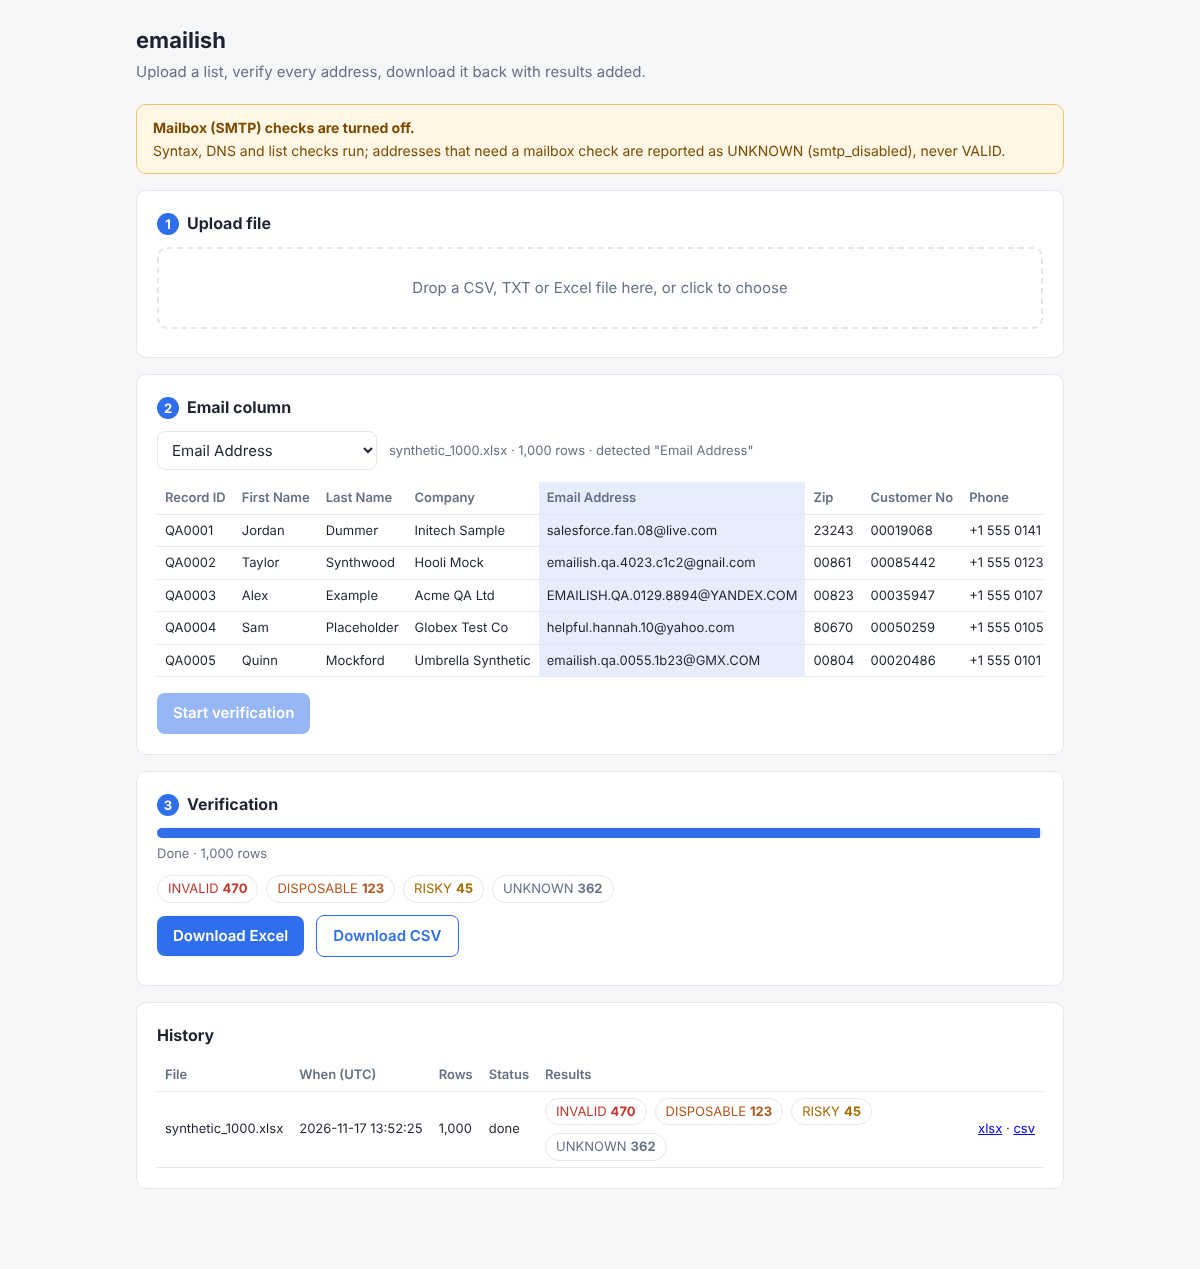 emailish
Upload a list, verify every address, download it back with results added.
Mailbox (SMTP) checks are turned off.
Syntax, DNS and list checks run; addresses that need a mailbox check are reported as UNKNOWN (smtp_disabled), never VALID.
1 Upload file
Drop a CSV, TXT or Excel file here, or click to choose
2 Email column
Email Address synthetic_1000.xlsx · 1,000 rows · detected "Email Address"
Record ID First Name Last Name Company Email Address Zip Customer No Phone
QA0001 Jordan Dummer Initech Sample salesforce.fan.08@live.com 23243 00019068 +1 555 0141
QA0002 Taylor Synthwood Hooli Mock emailish.qa.4023.c1c2@gnail.com 00861 00085442 +1 555 0123
QA0003 Alex Example Acme QA Ltd EMAILISH.QA.0129.8894@YANDEX.COM 00823 00035947 +1 555 0107
QA0004 Sam Placeholder Globex Test Co helpful.hannah.10@yahoo.com 80670 00050259 +1 555 0105
QA0005 Quinn Mockford Umbrella Synthetic emailish.qa.0055.1b23@GMX.COM 00804 00020486 +1 555 0101
Start verification
3 Verification
Done · 1,000 rows
INVALID 470 DISPOSABLE 123 RISKY 45 UNKNOWN 362
Download Excel Download CSV
History
File When (UTC) Rows Status Results
synthetic_1000.xlsx 2026-11-17 13:52:25 1,000 done INVALID 470 DISPOSABLE 123 RISKY 45 xlsx · csv
UNKNOWN 362